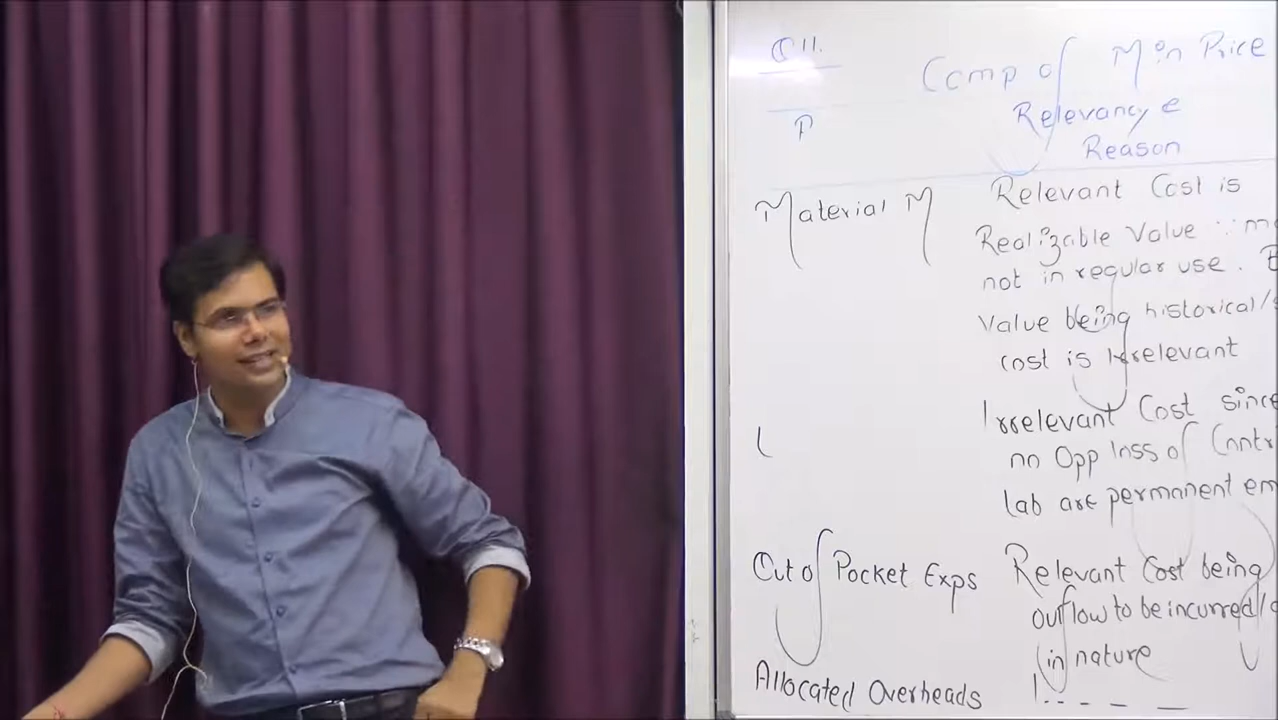 Q 11.
Comp of Min Price
P
Relevancy e
Reason
Material M
Relevant Cost is
Realizable Value ∵
not in regular use.
Value being historical/
cost is Irrelevant
Irrelevant Cost since
no Opp loss of Contr
L
lab are permanent em
Out of Pocket Exps
Relevant Cost being
outflow to be incurred/
in nature
Allocated Overheads
I.. - - —